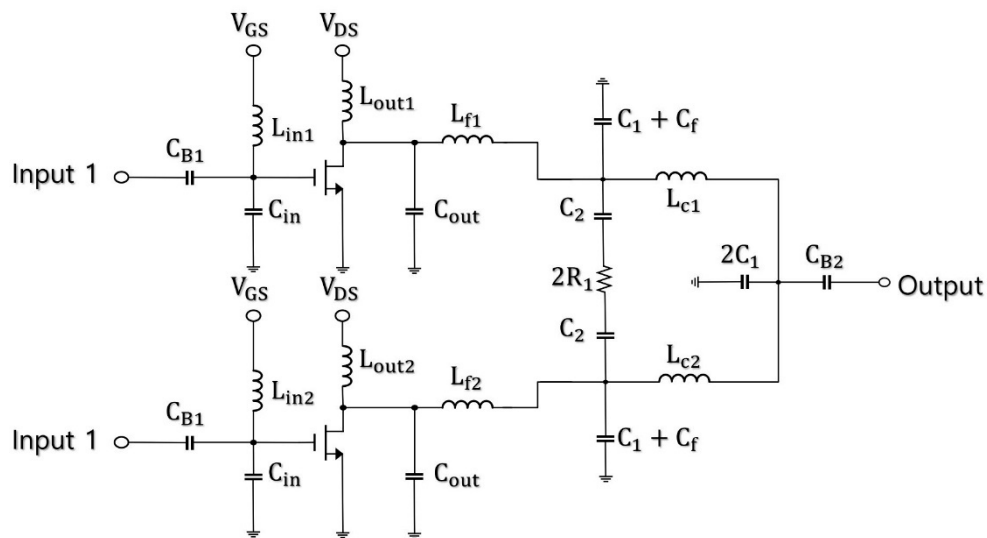 V_GS
V_DS
L_in1
L_out1
C_B1
Input 1
C_in
C_out
L_f1
C_1 + C_f
L_c1
C_2
2R_1
C_2
2C_1
C_B2
Output
V_GS
V_DS
L_in2
L_out2
C_B1
Input 1
C_in
C_out
L_f2
L_c2
C_1 + C_f